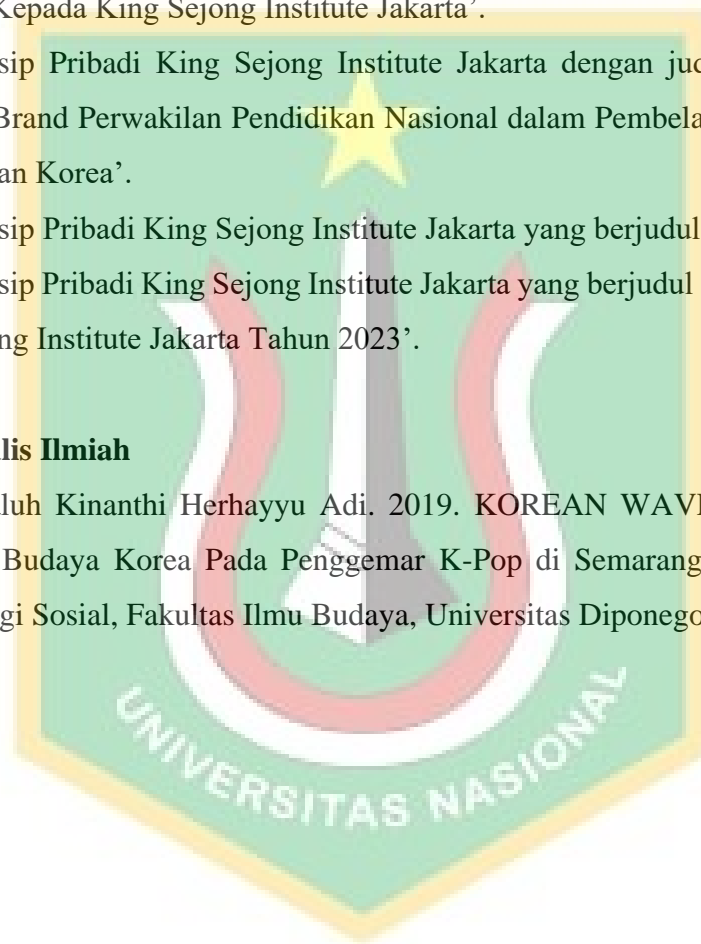 Kepada King Sejong Institute Jakarta’.
sip Pribadi King Sejong Institute Jakarta dengan jud
Brand Perwakilan Pendidikan Nasional dalam Pembela
an Korea’.
sip Pribadi King Sejong Institute Jakarta yang berjudul
sip Pribadi King Sejong Institute Jakarta yang berjudul
ng Institute Jakarta Tahun 2023’.
lis Ilmiah
luh Kinanthi Herhayyu Adi. 2019. KOREAN WAV
Budaya Korea Pada Penggemar K-Pop di Semarang
gi Sosial, Fakultas Ilmu Budaya, Universitas Diponego
UNIVERSITAS NASIONAL